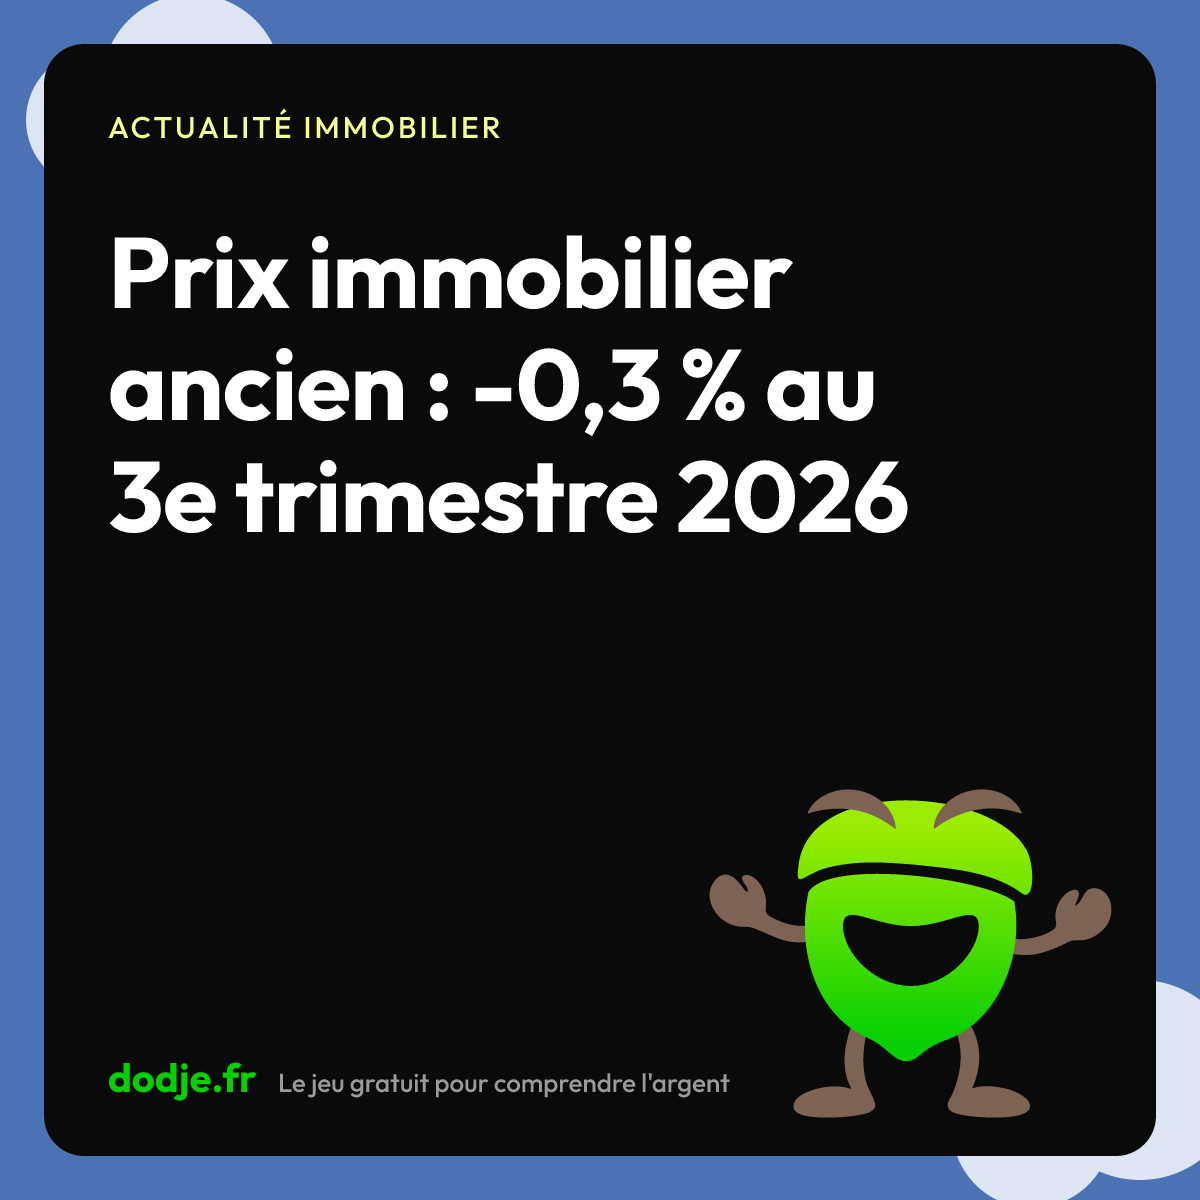 ACTUALITÉ IMMOBILIER
Prix immobilier
ancien : -0,3 % au
3e trimestre 2026
dodje.fr Le jeu gratuit pour comprendre l'argent